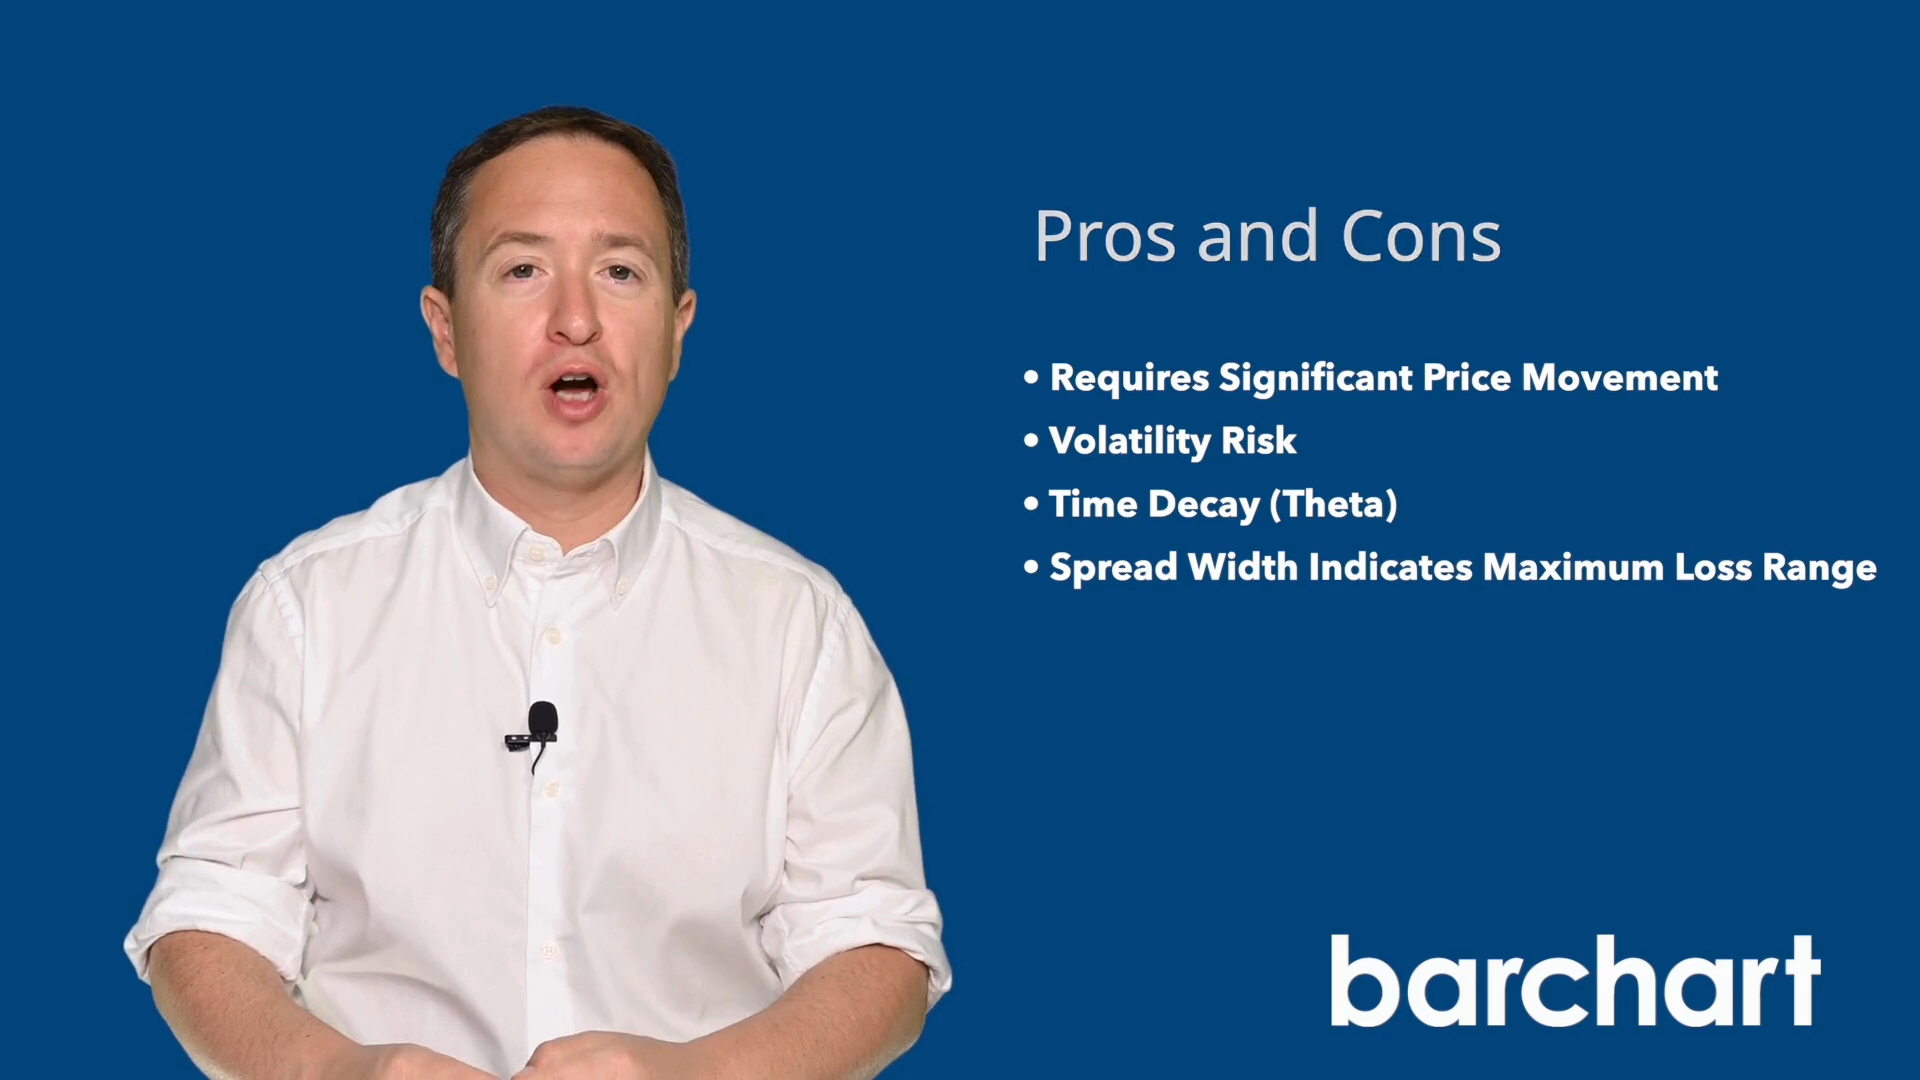 Pros and Cons
• Requires Significant Price Movement
• Volatility Risk
• Time Decay (Theta)
• Spread Width Indicates Maximum Loss Range
barchart